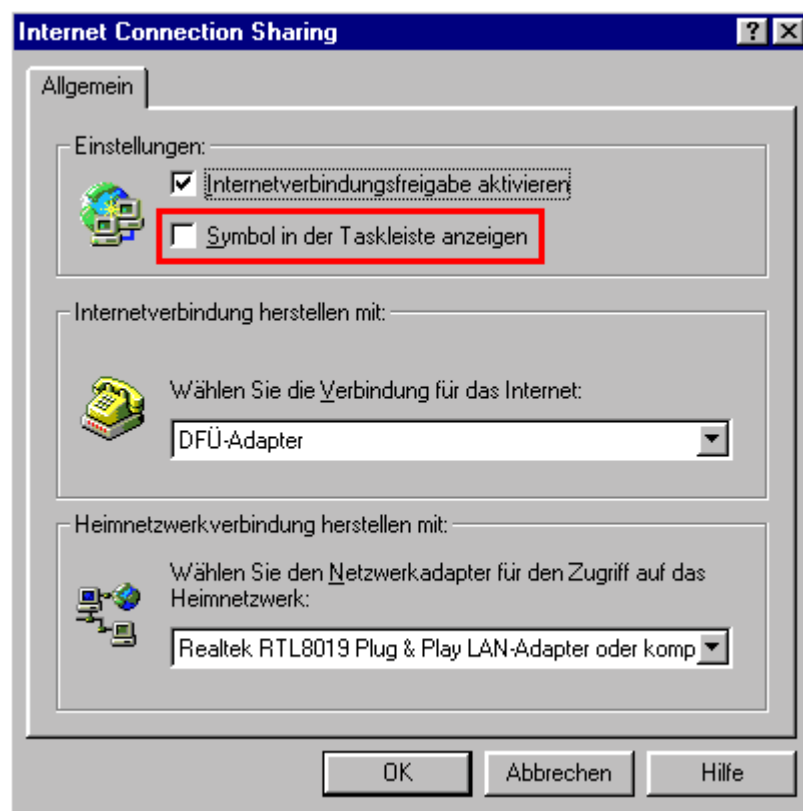 Internet Connection Sharing
Allgemein
Einstellungen:
Internetverbindungsfreigabe aktivieren
Symbol in der Taskleiste anzeigen
Internetverbindung herstellen mit:
Wählen Sie die Verbindung für das Internet:
DFÜ-Adapter
Heimnetzwerkverbindung herstellen mit:
Wählen Sie den Netzwerkadapter für den Zugriff auf das
Heimnetzwerk:
Realtek RTL8019 Plug & Play LAN-Adapter oder komp
OK Abbrechen Hilfe